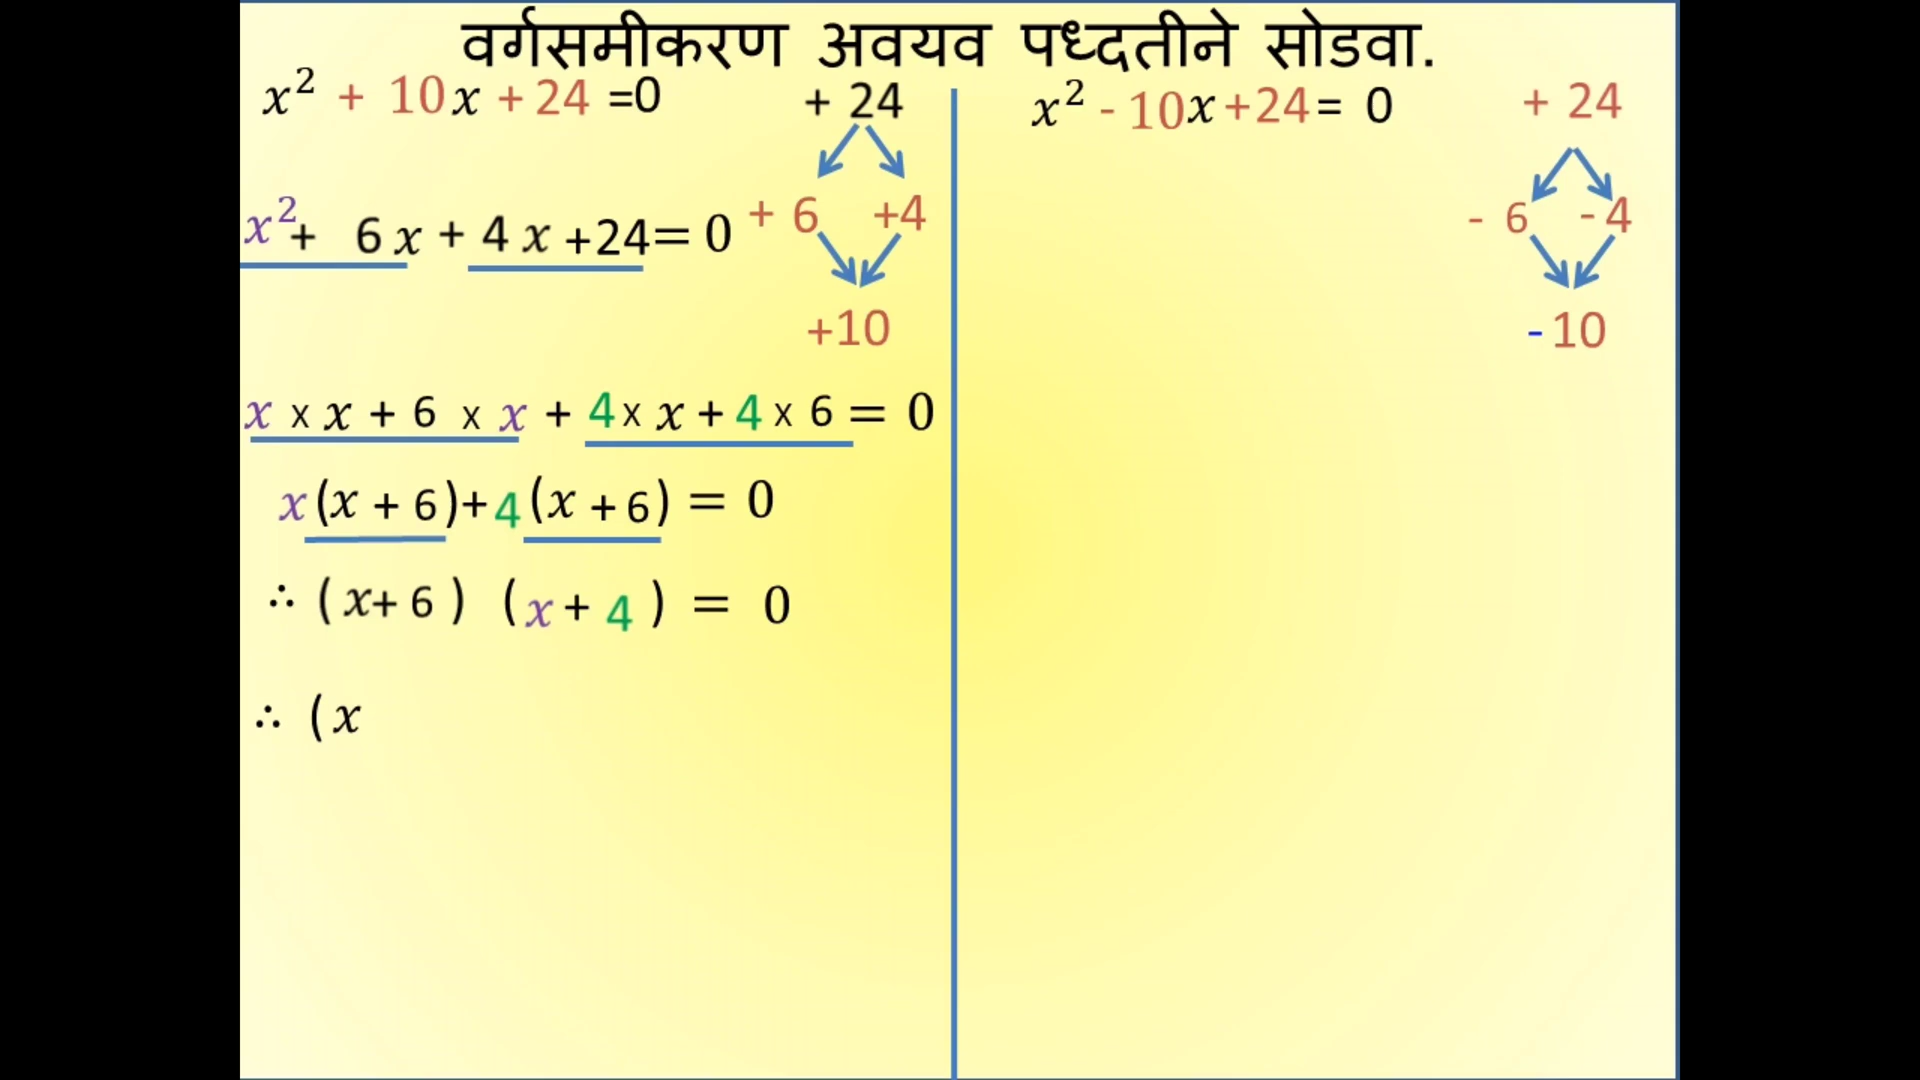 वर्गसमीकरण अवयव पध्दतीने सोडवा.
x² + 10x + 24 =0
+ 24
x² + 6x + 4x +24= 0
+ 6 +4
+10
x x x + 6 x x + 4 x x + 4 x 6 = 0
x(x + 6)+4(x + 6) = 0
∴ (x+ 6) (x + 4) = 0
∴ (x
x² - 10x +24= 0
+ 24
- 6 - 4
- 10